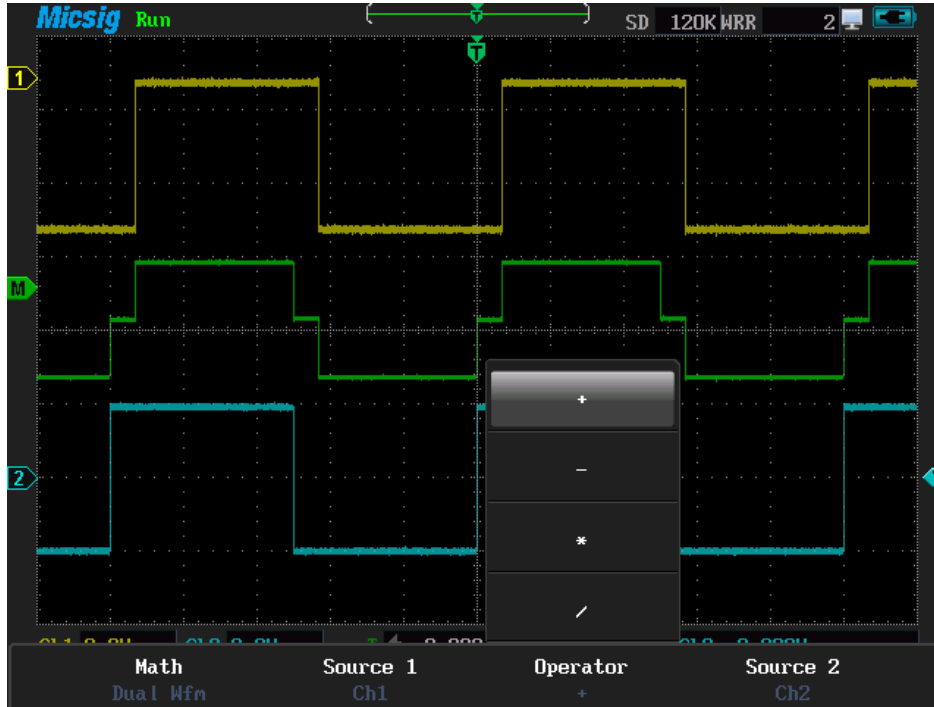 Micsig Run T SD 120K WRR 2
T
1
M
2
+
-
*
/
Math Source 1 Operator Source 2
Dual Wfm Ch1 + Ch2